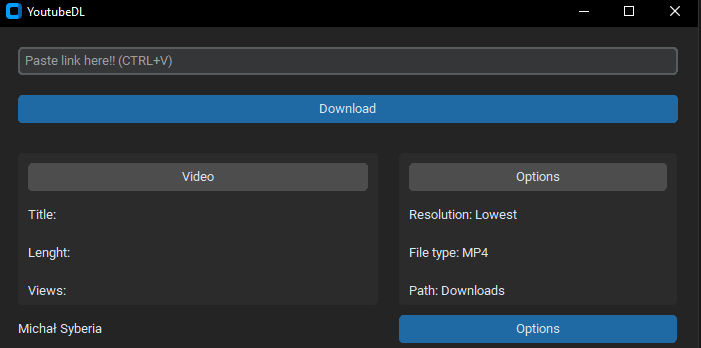 YoutubeDL
Paste link here!! (CTRL+V)
Download
Video
Title:
Lenght:
Views:
Options
Resolution: Lowest
File type: MP4
Path: Downloads
Michał Syberia
Options